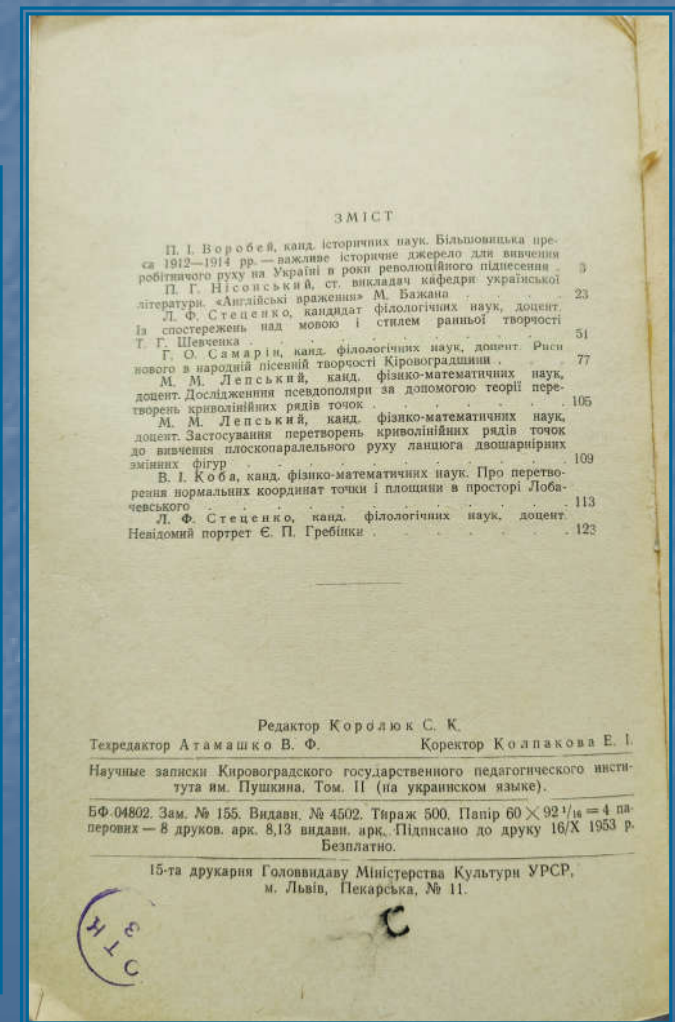 ЗМІСТ
П. І. Воробей, канд. історичних наук. Більшовицька пре-
са 1912—1914 рр. — важливе історичне джерело для вивчення
робітничого руху на Україні в роки революційного піднесення . 3
П. Г. Нісонський, ст. викладач кафедри української
літератури. «Англійські враження» М. Бажана . . . . . 23
Л. Ф. Стеценко, кандидат філологічних наук, доцент.
Із спостережень над мовою і стилем ранньої творчості
Т. Г. Шевченка . . . . . . . . . . 51
Г. О. Самарін, канд. філологічних наук, доцент. Риси
нового в народній пісенній творчості Кіровоградщини . . . 77
М. М. Лепський, канд. фізико-математичних наук,
доцент. Дослідження псевдополяри за допомогою теорії пере-
творень криволінійних рядів точок . . . . . . . 105
М. М. Лепський, канд. фізико-математичних наук,
доцент. Застосування перетворень криволінійних рядів точок
до вивчення плоскопаралельного руху ланцюга двошарнірних
змінних фігур . . . . . . . . . . 109
В. І. Коба, канд. фізико-математичних наук. Про перетво-
рення нормальних координат точки і площини в просторі Лоба-
чевського . . . . . . . . . . . 113
Л. Ф. Стеценко, канд. філологічних наук, доцент.
Невідомий портрет Є. П. Гребінки . . . . . . . 123
Редактор Королюк С. К.
Техредактор Атамашко В. Ф. Коректор Колпакова Е. І.
Научные записки Кировоградского государственного педагогического инсти-
тута им. Пушкина. Том. II (на украинском языке).
БФ 04802. Зам. № 155. Видавн. № 4502. Тираж 500. Папір 60 × 92 1/16 = 4 па-
перових — 8 друков. арк. 8,13 видавн. арк. Підписано до друку 16/X 1953 р.
Безплатно.
15-та друкарня Головвидаву Міністерства Культури УРСР,
м. Львів, Пекарська, № 11.
ОТК
3
С